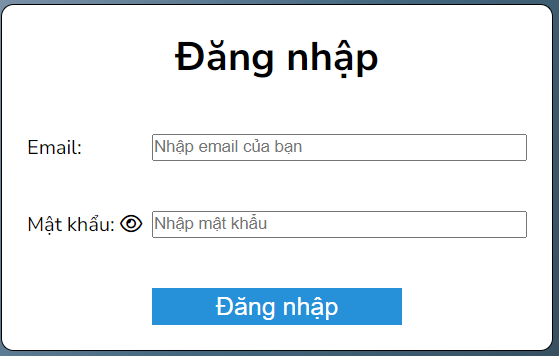 Đăng nhập
Email: Nhập email của bạn
Mật khẩu: Nhập mật khẩu
Đăng nhập